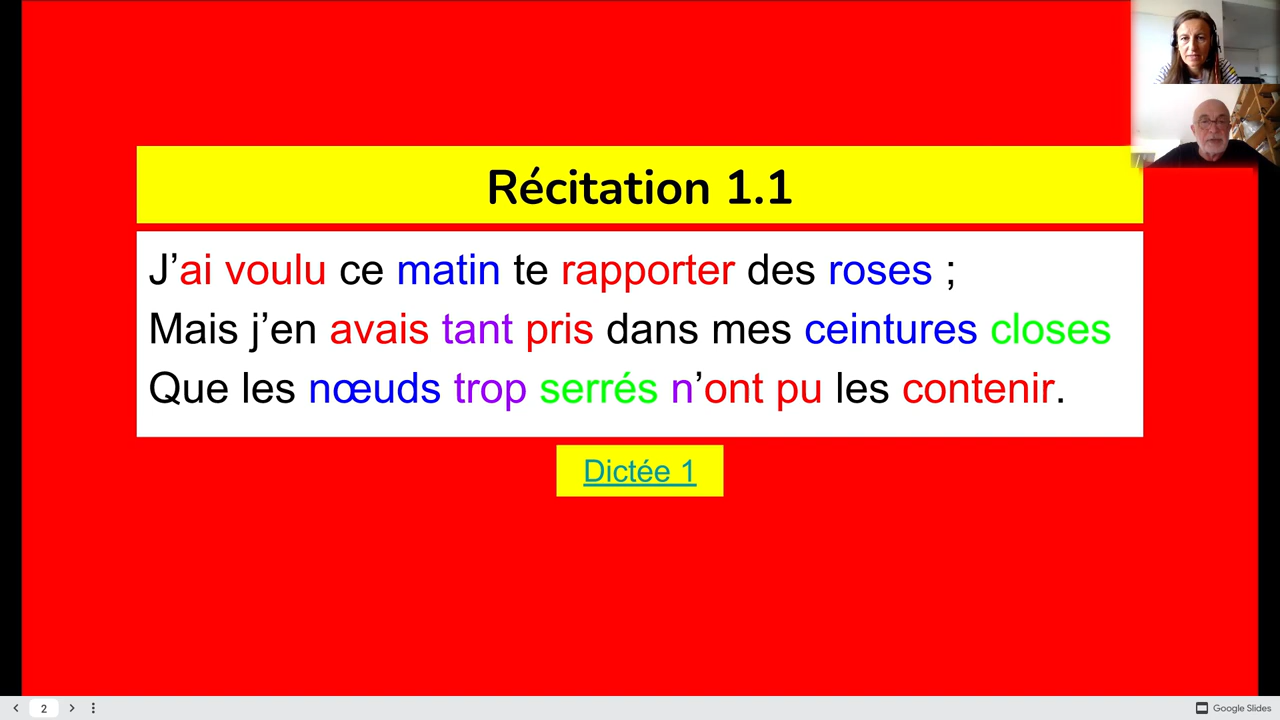 Récitation 1.1
J’ai voulu ce matin te rapporter des roses ;
Mais j’en avais tant pris dans mes ceintures closes
Que les nœuds trop serrés n’ont pu les contenir.
Dictée 1
2
Google Slides